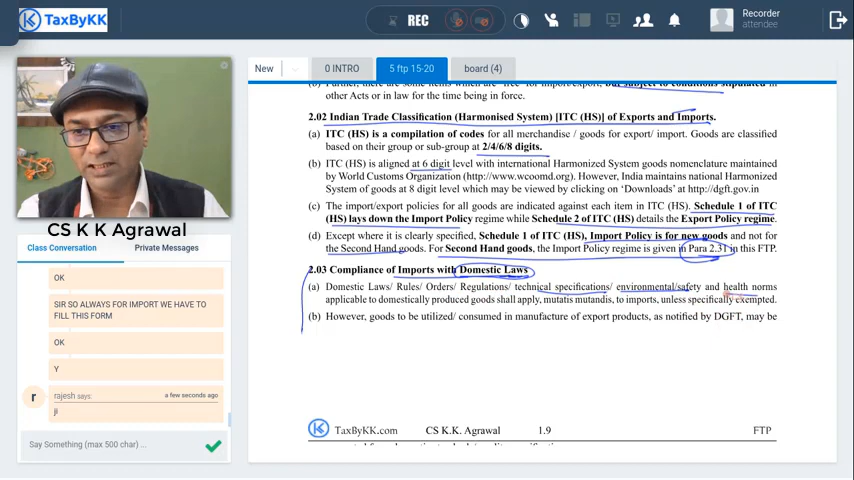 TaxByKK
REC
Recorder
attendee
CS K K Agrawal
Class Conversation
Private Messages
OK
SIR SO ALWAYS FOR IMPORT WE HAVE TO
FILL THIS FORM
OK
Y
r
rajesh says:
a few seconds ago
ji
Say Something (max 500 char) ...
New
0 INTRO
5 ftp 15-20
board (4)
but subject to conditions stipulated in
other Acts or in law for the time being in force.
2.02 Indian Trade Classification (Harmonised System) [ITC (HS)] of Exports and Imports.
(a) ITC (HS) is a compilation of codes for all merchandise / goods for export/ import. Goods are classified
based on their group or sub-group at 2/4/6/8 digits.
(b) ITC (HS) is aligned at 6 digit level with international Harmonized System goods nomenclature maintained
by World Customs Organization (http://www.wcoomd.org). However, India maintains national Harmonized
System of goods at 8 digit level which may be viewed by clicking on 'Downloads' at http://dgft.gov.in
(c) The import/export policies for all goods are indicated against each item in ITC (HS). Schedule 1 of ITC
(HS) lays down the Import Policy regime while Schedule 2 of ITC (HS) details the Export Policy regime.
(d) Except where it is clearly specified, Schedule 1 of ITC (HS), Import Policy is for new goods and not for
the Second Hand goods. For Second Hand goods, the Import Policy regime is given in Para 2.31 in this FTP.
2.03 Compliance of Imports with Domestic Laws
(a) Domestic Laws/ Rules/ Orders/ Regulations/ technical specifications/ environmental/safety and health norms
applicable to domestically produced goods shall apply, mutatis mutandis, to imports, unless specifically exempted.
(b) However, goods to be utilized/ consumed in manufacture of export products, as notified by DGFT, may be
TaxByKK.com
CS K.K. Agrawal
1.9
FTP